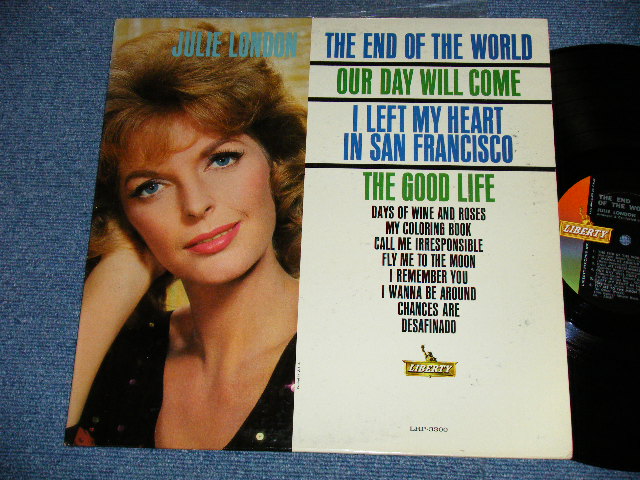 JULIE LONDON
THE END OF THE WORLD
OUR DAY WILL COME
I LEFT MY HEART
IN SAN FRANCISCO
THE GOOD LIFE
DAYS OF WINE AND ROSES
MY COLORING BOOK
CALL ME IRRESPONSIBLE
FLY ME TO THE MOON
I REMEMBER YOU
I WANNA BE AROUND
CHANCES ARE
DESAFINADO
LIBERTY
LRP-3300
LIBERTY
THE END
OF THE WO
JULIE LONDON